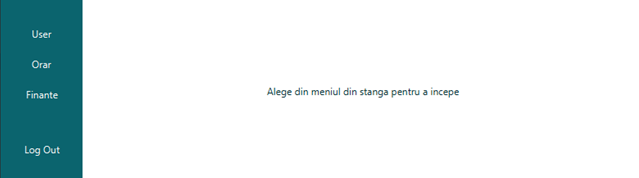 User
Orar
Finante
Alege din meniul din stanga pentru a incepe
Log Out